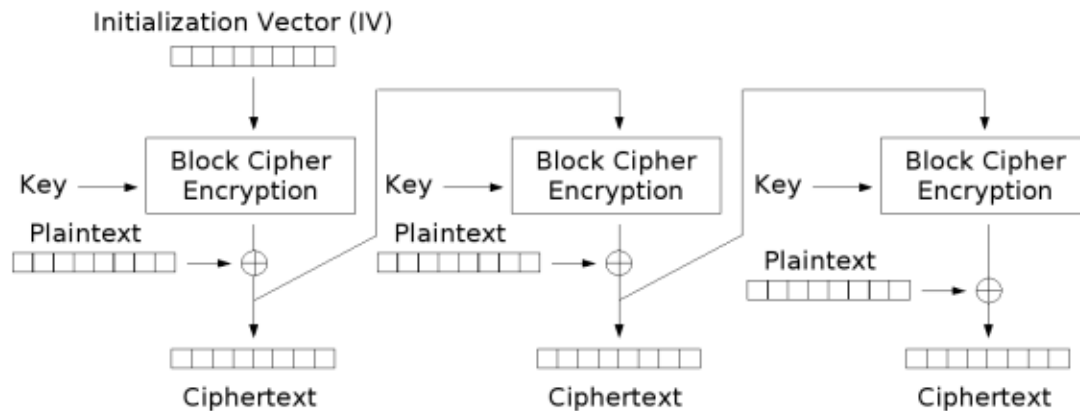 Initialization Vector (IV)
Block Cipher
Encryption
Key
Plaintext
Ciphertext
Block Cipher
Encryption
Key
Plaintext
Ciphertext
Block Cipher
Encryption
Key
Plaintext
Ciphertext